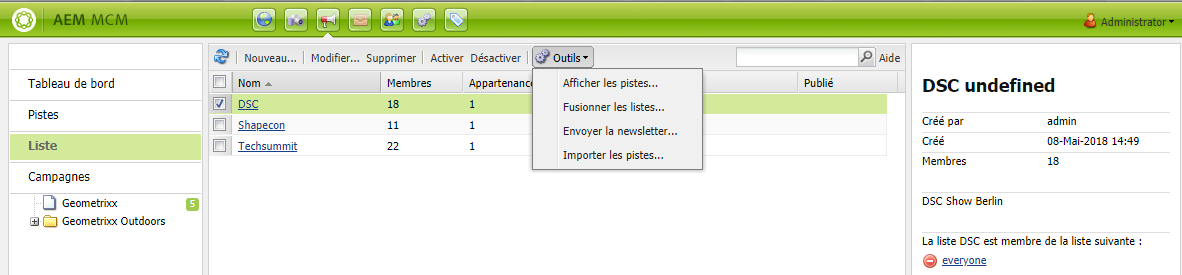 AEM MCM
Administrator
Tableau de bord
Pistes
Liste
Campagnes
Geometrixx 5
Geometrixx Outdoors
Nouveau... Modifier... Supprimer Activer Désactiver Outils Aide
Nom Membres Appartenance Publié
DSC 18 1
Shapecon 11 1
Techsummit 22 1
Afficher les pistes...
Fusionner les listes...
Envoyer la newsletter...
Importer les pistes...
DSC undefined
Créé par admin
Créé 08-Mai-2018 14:49
Membres 18
DSC Show Berlin
La liste DSC est membre de la liste suivante :
everyone